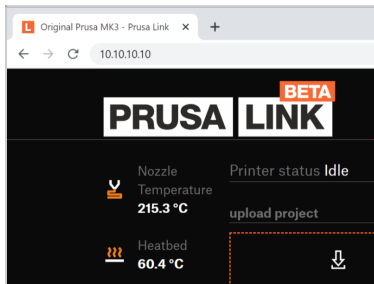 L Original Prusa MK3 - Prusa Link
10.10.10.10
BETA
PRUSA LINK
Nozzle
Temperature
215.3 °C
Printer status Idle
upload project
Heatbed
60.4 °C